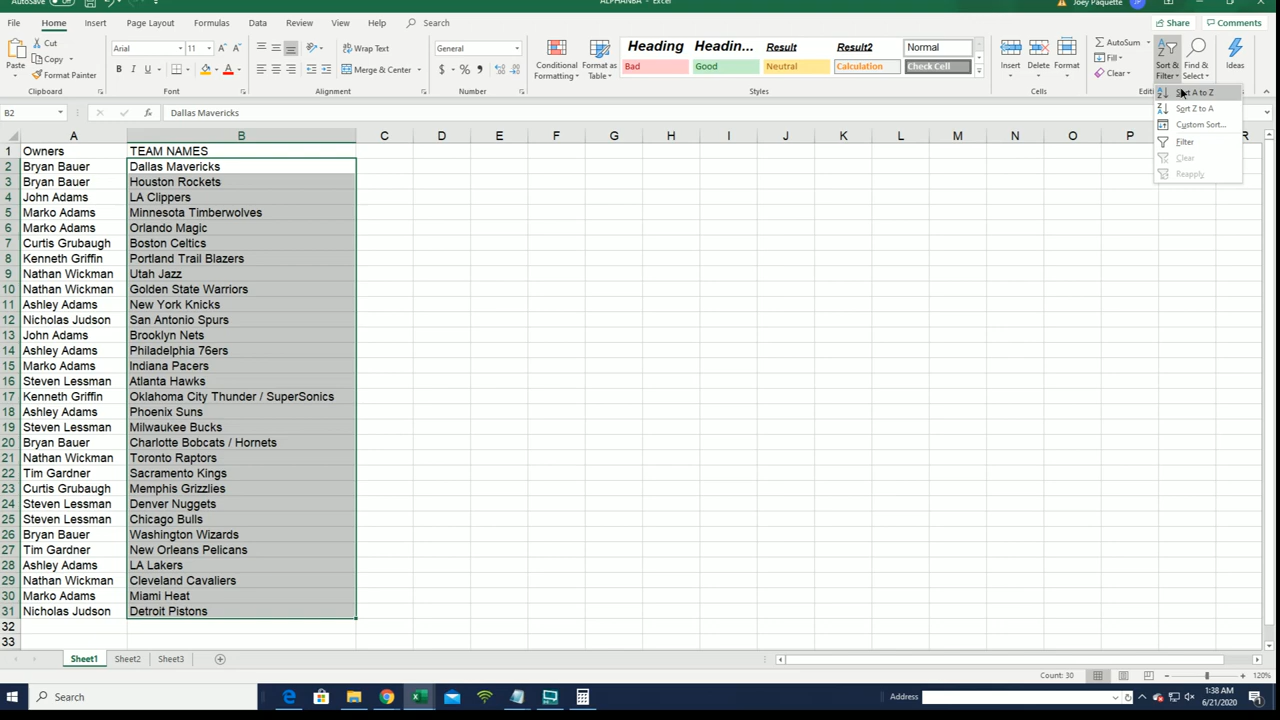 AutoSave
ALPHANBA - Excel
Joey Paquette
JP
File Home Insert Page Layout Formulas Data Review View Help Search
Share Comments
Paste
Cut
Copy
Format Painter
Clipboard
Arial 11
B I U
Font
Wrap Text
Merge & Center
Alignment
General
$ % ,
Number
Conditional Formatting
Format as Table
Heading Headin... Result Result2 Normal
Bad Good Neutral Calculation Check Cell
Styles
Insert Delete Format
Cells
AutoSum
Fill
Clear
Sort & Filter
Find & Select
Ideas
Sort A to Z
Sort Z to A
Custom Sort...
Filter
Clear
Reapply
B2 Dallas Mavericks
A B C D E F G H I J K L M N O P R
1 Owners TEAM NAMES
2 Bryan Bauer Dallas Mavericks
3 Bryan Bauer Houston Rockets
4 John Adams LA Clippers
5 Marko Adams Minnesota Timberwolves
6 Marko Adams Orlando Magic
7 Curtis Grubaugh Boston Celtics
8 Kenneth Griffin Portland Trail Blazers
9 Nathan Wickman Utah Jazz
10 Nathan Wickman Golden State Warriors
11 Ashley Adams New York Knicks
12 Nicholas Judson San Antonio Spurs
13 John Adams Brooklyn Nets
14 Ashley Adams Philadelphia 76ers
15 Marko Adams Indiana Pacers
16 Steven Lessman Atlanta Hawks
17 Kenneth Griffin Oklahoma City Thunder / SuperSonics
18 Ashley Adams Phoenix Suns
19 Steven Lessman Milwaukee Bucks
20 Bryan Bauer Charlotte Bobcats / Hornets
21 Nathan Wickman Toronto Raptors
22 Tim Gardner Sacramento Kings
23 Curtis Grubaugh Memphis Grizzlies
24 Steven Lessman Denver Nuggets
25 Steven Lessman Chicago Bulls
26 Bryan Bauer Washington Wizards
27 Tim Gardner New Orleans Pelicans
28 Ashley Adams LA Lakers
29 Nathan Wickman Cleveland Cavaliers
30 Marko Adams Miami Heat
31 Nicholas Judson Detroit Pistons
32
33
Sheet1 Sheet2 Sheet3
Count: 30 120%
Search
Address
1:38 AM
6/21/2020